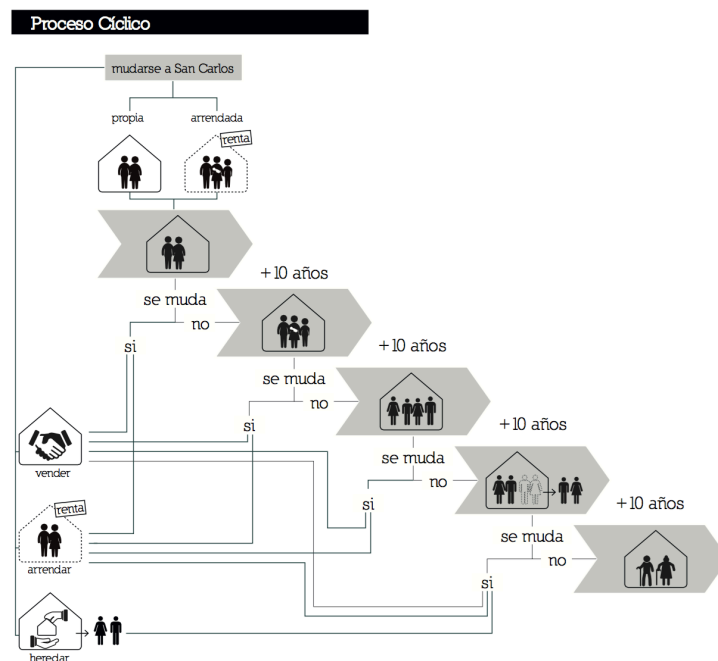 Proceso Cíclico
mudarse a San Carlos
propia
arrendada
renta
+10 años
se muda
no
si
+10 años
se muda
no
si
+10 años
se muda
no
si
+10 años
se muda
no
si
vender
renta
arrendar
heredar